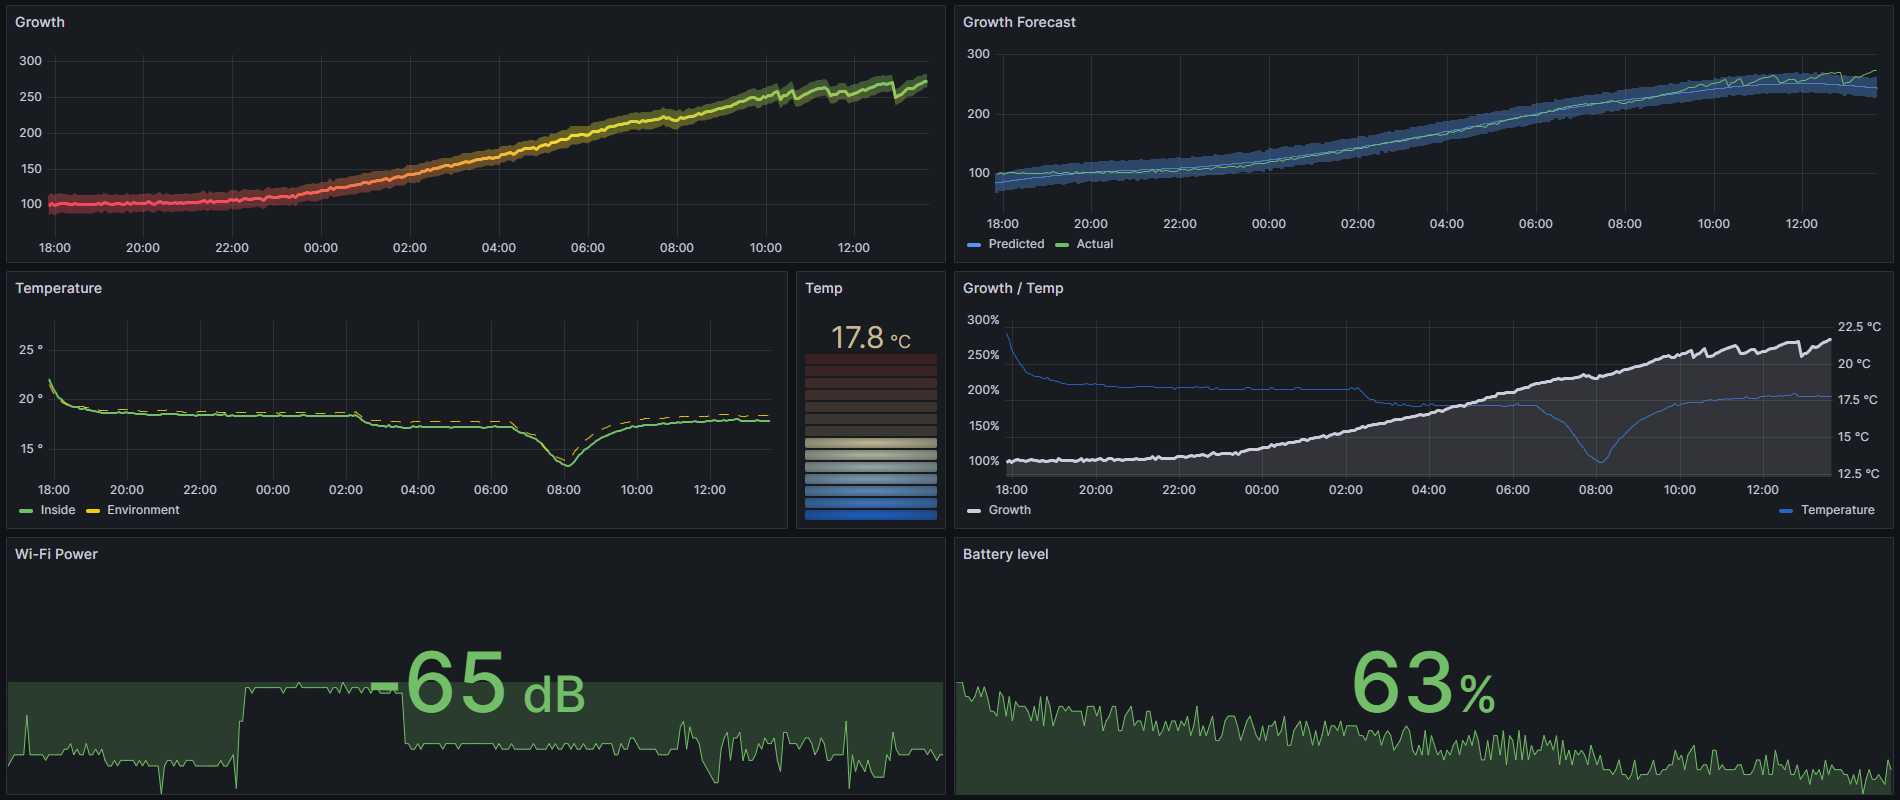 Growth
300
250
200
150
100
18:00 20:00 22:00 00:00 02:00 04:00 06:00 08:00 10:00 12:00
Growth Forecast
300
200
100
18:00 20:00 22:00 00:00 02:00 04:00 06:00 08:00 10:00 12:00
Predicted Actual
Temperature
25 °
20 °
15 °
18:00 20:00 22:00 00:00 02:00 04:00 06:00 08:00 10:00 12:00
Inside Environment
Temp
17.8 °C
Growth / Temp
300% 22.5 °C
250% 20 °C
200% 17.5 °C
150% 15 °C
100% 12.5 °C
18:00 20:00 22:00 00:00 02:00 04:00 06:00 08:00 10:00 12:00
Growth Temperature
Wi-Fi Power
-65 dB
Battery level
63%